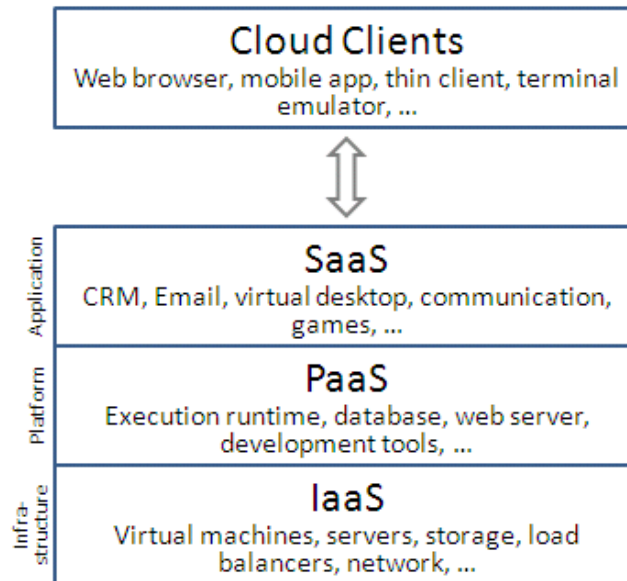 Cloud Clients
Web browser, mobile app, thin client, terminal
emulator, ...
Application
SaaS
CRM, Email, virtual desktop, communication,
games, ...
Platform
PaaS
Execution runtime, database, web server,
development tools, ...
Infra-
structure
IaaS
Virtual machines, servers, storage, load
balancers, network, ...